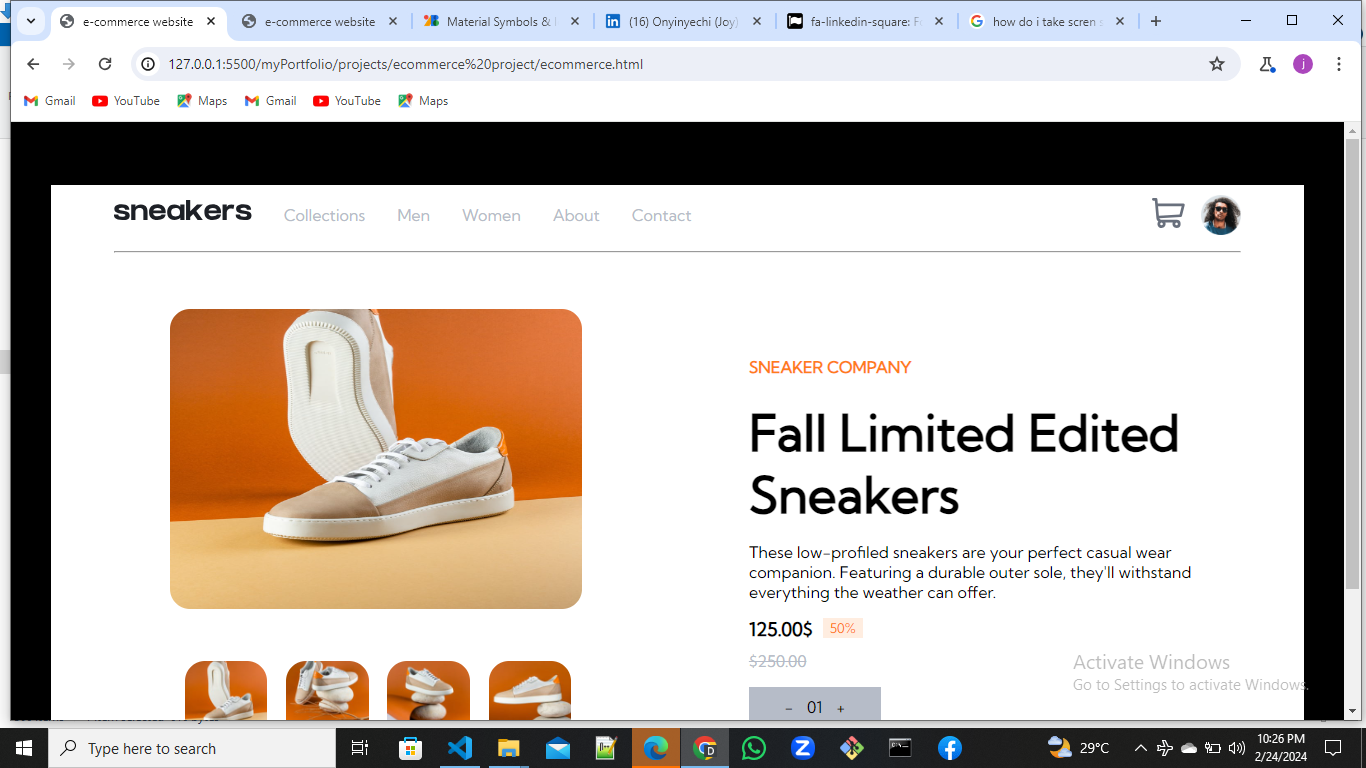 e-commerce website
e-commerce website
Material Symbols &
(16) Onyinyechi (Joy)
fa-linkedin-square: F
how do i take scren s
127.0.0.1:5500/myPortfolio/projects/ecommerce%20project/ecommerce.html
j
Gmail YouTube Maps Gmail YouTube Maps
sneakers Collections Men Women About Contact
SNEAKER COMPANY
Fall Limited Edited
Sneakers
These low-profiled sneakers are your perfect casual wear
companion. Featuring a durable outer sole, they'll withstand
everything the weather can offer.
125.00$ 50%
$250.00
- 01 +
Activate Windows
Go to Settings to activate Windows.
Type here to search
29°C
10:26 PM
2/24/2024